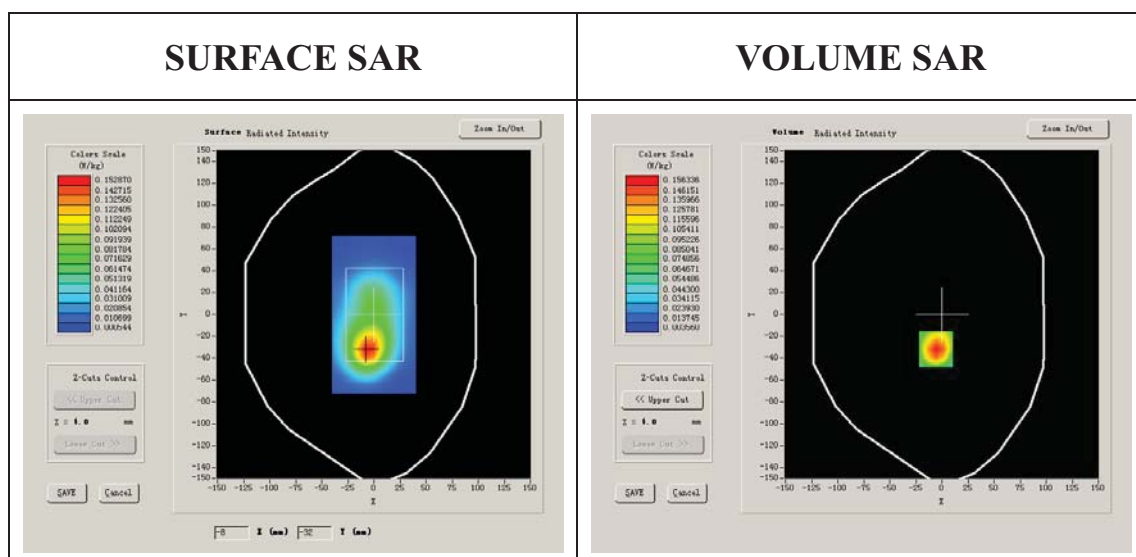 SURFACE SAR
VOLUME SAR
Surface Radiated Intensity
Zoom In/Out
Colors Scale
(W/kg)
0.152870
0.142715
0.132560
0.122405
0.112249
0.102094
0.091939
0.081784
0.071629
0.061474
0.051319
0.041164
0.031009
0.020854
0.010699
0.000544
Z-Cuts Control
<< Upper Cut
Z = 4.0 mm
Lower Cut >>
SAVE
Cancel
150
140
120
100
80
60
40
20
0
-20
-40
-60
-80
-100
-120
-140
-150
Y
-150 -125 -100 -75 -50 -25 0 25 50 75 100 125 150
X
-8 X (mm) -32 Y (mm)
Volume Radiated Intensity
Zoom In/Out
Colors Scale
(W/kg)
0.156336
0.146151
0.135966
0.125781
0.115596
0.105411
0.095226
0.085041
0.074856
0.064671
0.054486
0.044300
0.034115
0.023930
0.013745
0.003560
Z-Cuts Control
<< Upper Cut
Z = 4.0 mm
Lower Cut >>
SAVE
Cancel
150
140
120
100
80
60
40
20
0
-20
-40
-60
-80
-100
-120
-140
-150
Y
-150 -125 -100 -75 -50 -25 0 25 50 75 100 125 150
X